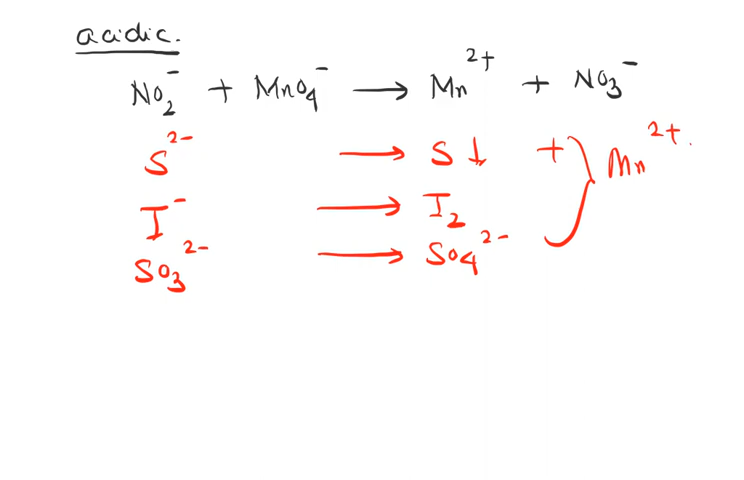 acidic.
NO₂⁻ + MnO₄⁻ → Mn²⁺ + NO₃⁻
S²⁻ → S↓ + } Mn²⁺.
I⁻ → I₂
SO₃²⁻ → SO₄²⁻